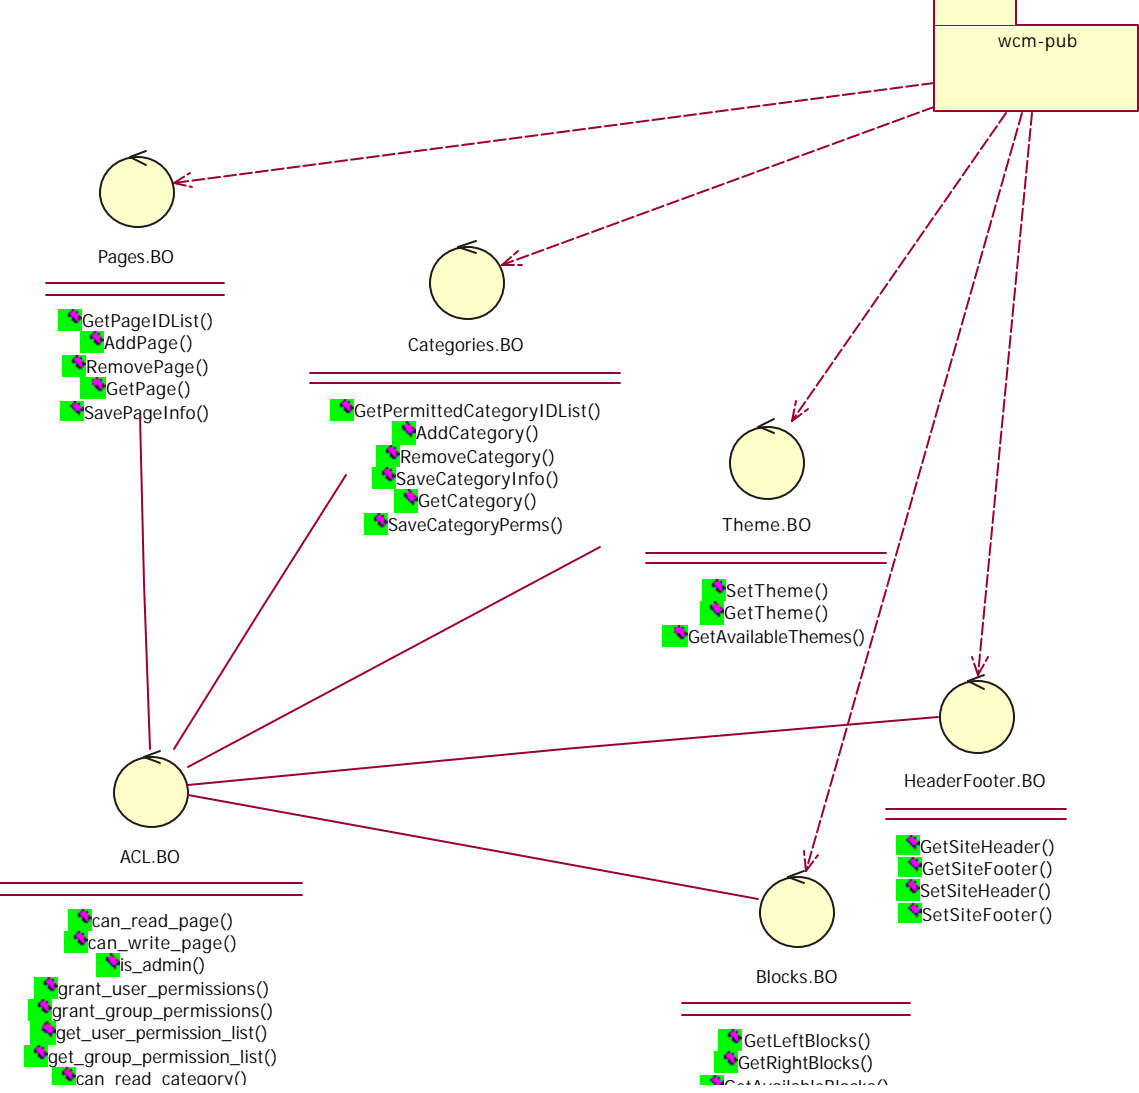 wcm-pub
Pages.BO
GetPageIDList()
AddPage()
RemovePage()
GetPage()
SavePageInfo()
Categories.BO
GetPermittedCategoryIDList()
AddCategory()
RemoveCategory()
SaveCategoryInfo()
GetCategory()
SaveCategoryPerms()
Theme.BO
SetTheme()
GetTheme()
GetAvailableThemes()
HeaderFooter.BO
GetSiteHeader()
GetSiteFooter()
SetSiteHeader()
SetSiteFooter()
ACL.BO
can_read_page()
can_write_page()
is_admin()
grant_user_permissions()
grant_group_permissions()
get_user_permission_list()
get_group_permission_list()
can_read_category()
Blocks.BO
GetLeftBlocks()
GetRightBlocks()
GetAvailableBlocks()